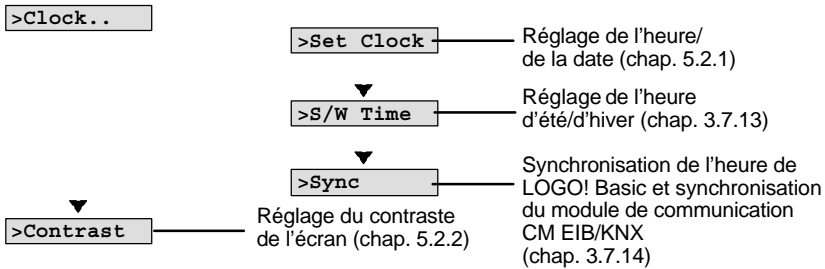 >Clock..
>Set Clock
Réglage de l'heure/
de la date (chap. 5.2.1)
>S/W Time
Réglage de l'heure
d'été/d'hiver (chap. 3.7.13)
>Sync
Synchronisation de l'heure de
LOGO! Basic et synchronisation
du module de communication
CM EIB/KNX
(chap. 3.7.14)
>Contrast
Réglage du contraste
de l'écran (chap. 5.2.2)